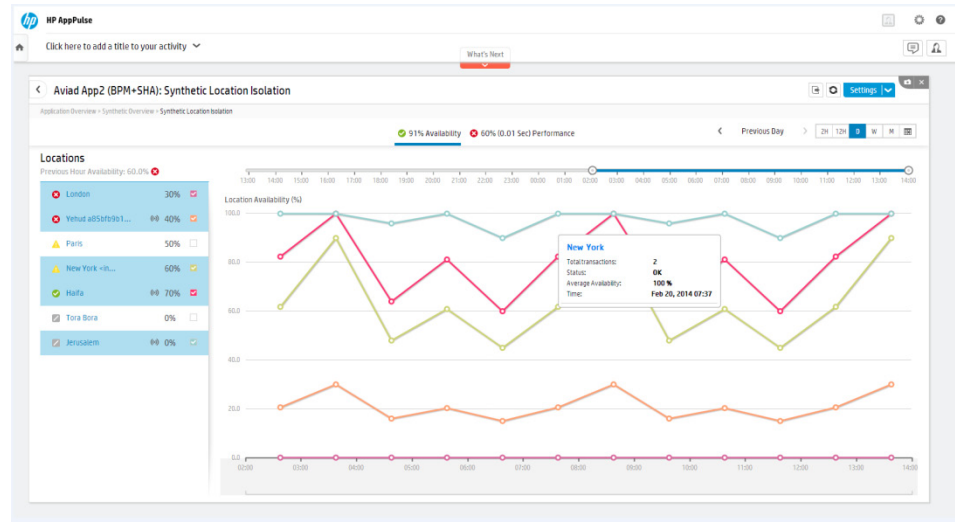 hp HP AppPulse
Click here to add a title to your activity
What's Next
Aviad App2 (BPM+SHA): Synthetic Location Isolation
Settings
Application Overview > Synthetic Overview > Synthetic Location Isolation
91% Availability 60% (0.01 Sec) Performance
Previous Day
2H 12H D W M
Locations
Previous Hour Availability: 60.0%
London 30%
Yehud a85bfb9b1... 40%
Paris 50%
New York -in... 60%
Haifa 70%
Tora Bora 0%
Jerusalem 0%
13:00 14:00 15:00 16:00 17:00 18:00 19:00 20:00 21:00 22:00 23:00 00:00 01:00 02:00 03:00 04:00 05:00 06:00 07:00 08:00 09:00 10:00 11:00 12:00 13:00 14:00
Location Availability (%)
100.0
80.0
60.0
40.0
20.0
0.0
New York
Total transactions: 2
Status: OK
Average Availability: 100 %
Time: Feb 20, 2014 07:37
02:00 03:00 04:00 05:00 06:00 07:00 08:00 09:00 10:00 11:00 12:00 13:00 14:00